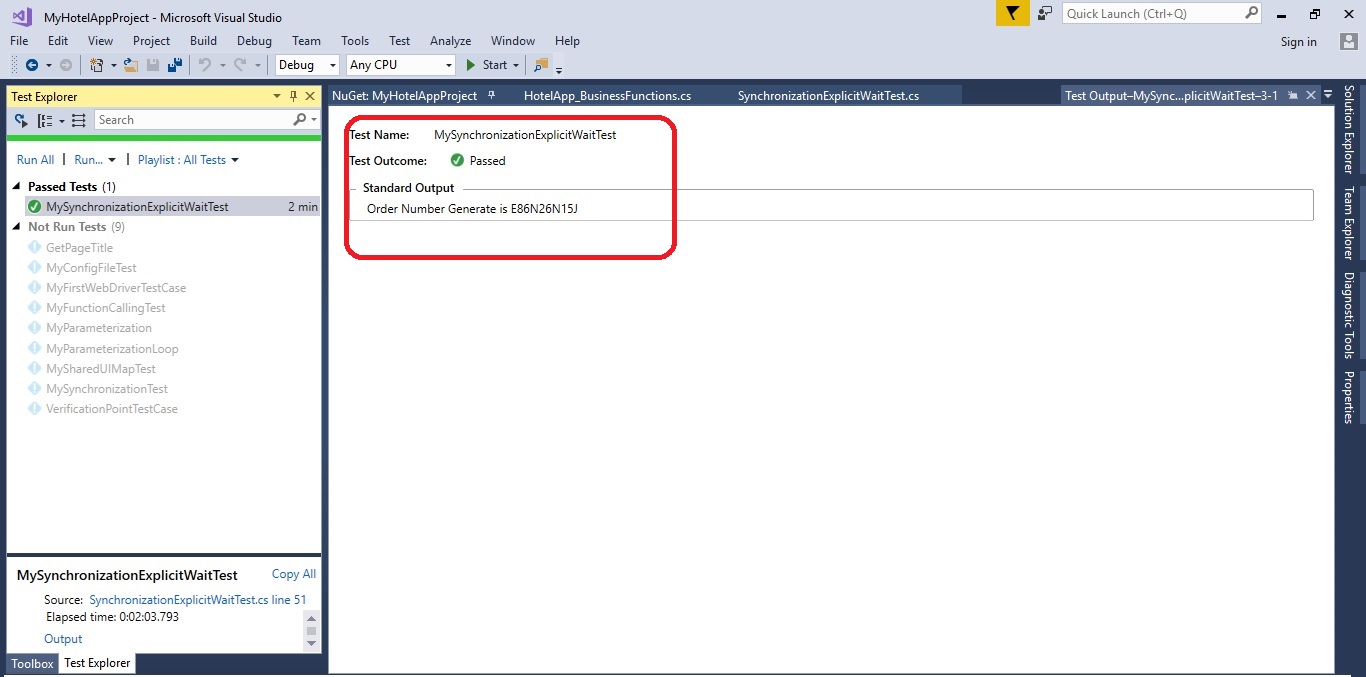 MyHotelAppProject - Microsoft Visual Studio
Quick Launch (Ctrl+Q)
File Edit View Project Build Debug Team Tools Test Analyze Window Help
Sign in
Debug Any CPU Start
Test Explorer
NuGet: MyHotelAppProject HotelApp_BusinessFunctions.cs SynchronizationExplicitWaitTest.cs Test Output–MySync...plicitWaitTest–3-1
Search
Run All | Run... | Playlist : All Tests
Passed Tests (1)
MySynchronizationExplicitWaitTest 2 min
Not Run Tests (9)
GetPageTitle
MyConfigFileTest
MyFirstWebDriverTestCase
MyFunctionCallingTest
MyParameterization
MyParameterizationLoop
MySharedUIMapTest
MySynchronizationTest
VerificationPointTestCase
MySynchronizationExplicitWaitTest Copy All
Source: SynchronizationExplicitWaitTest.cs line 51
Elapsed time: 0:02:03.793
Output
Toolbox Test Explorer
Test Name: MySynchronizationExplicitWaitTest
Test Outcome: Passed
Standard Output
Order Number Generate is E86N26N15J
Solution Explorer
Team Explorer
Diagnostic Tools
Properties